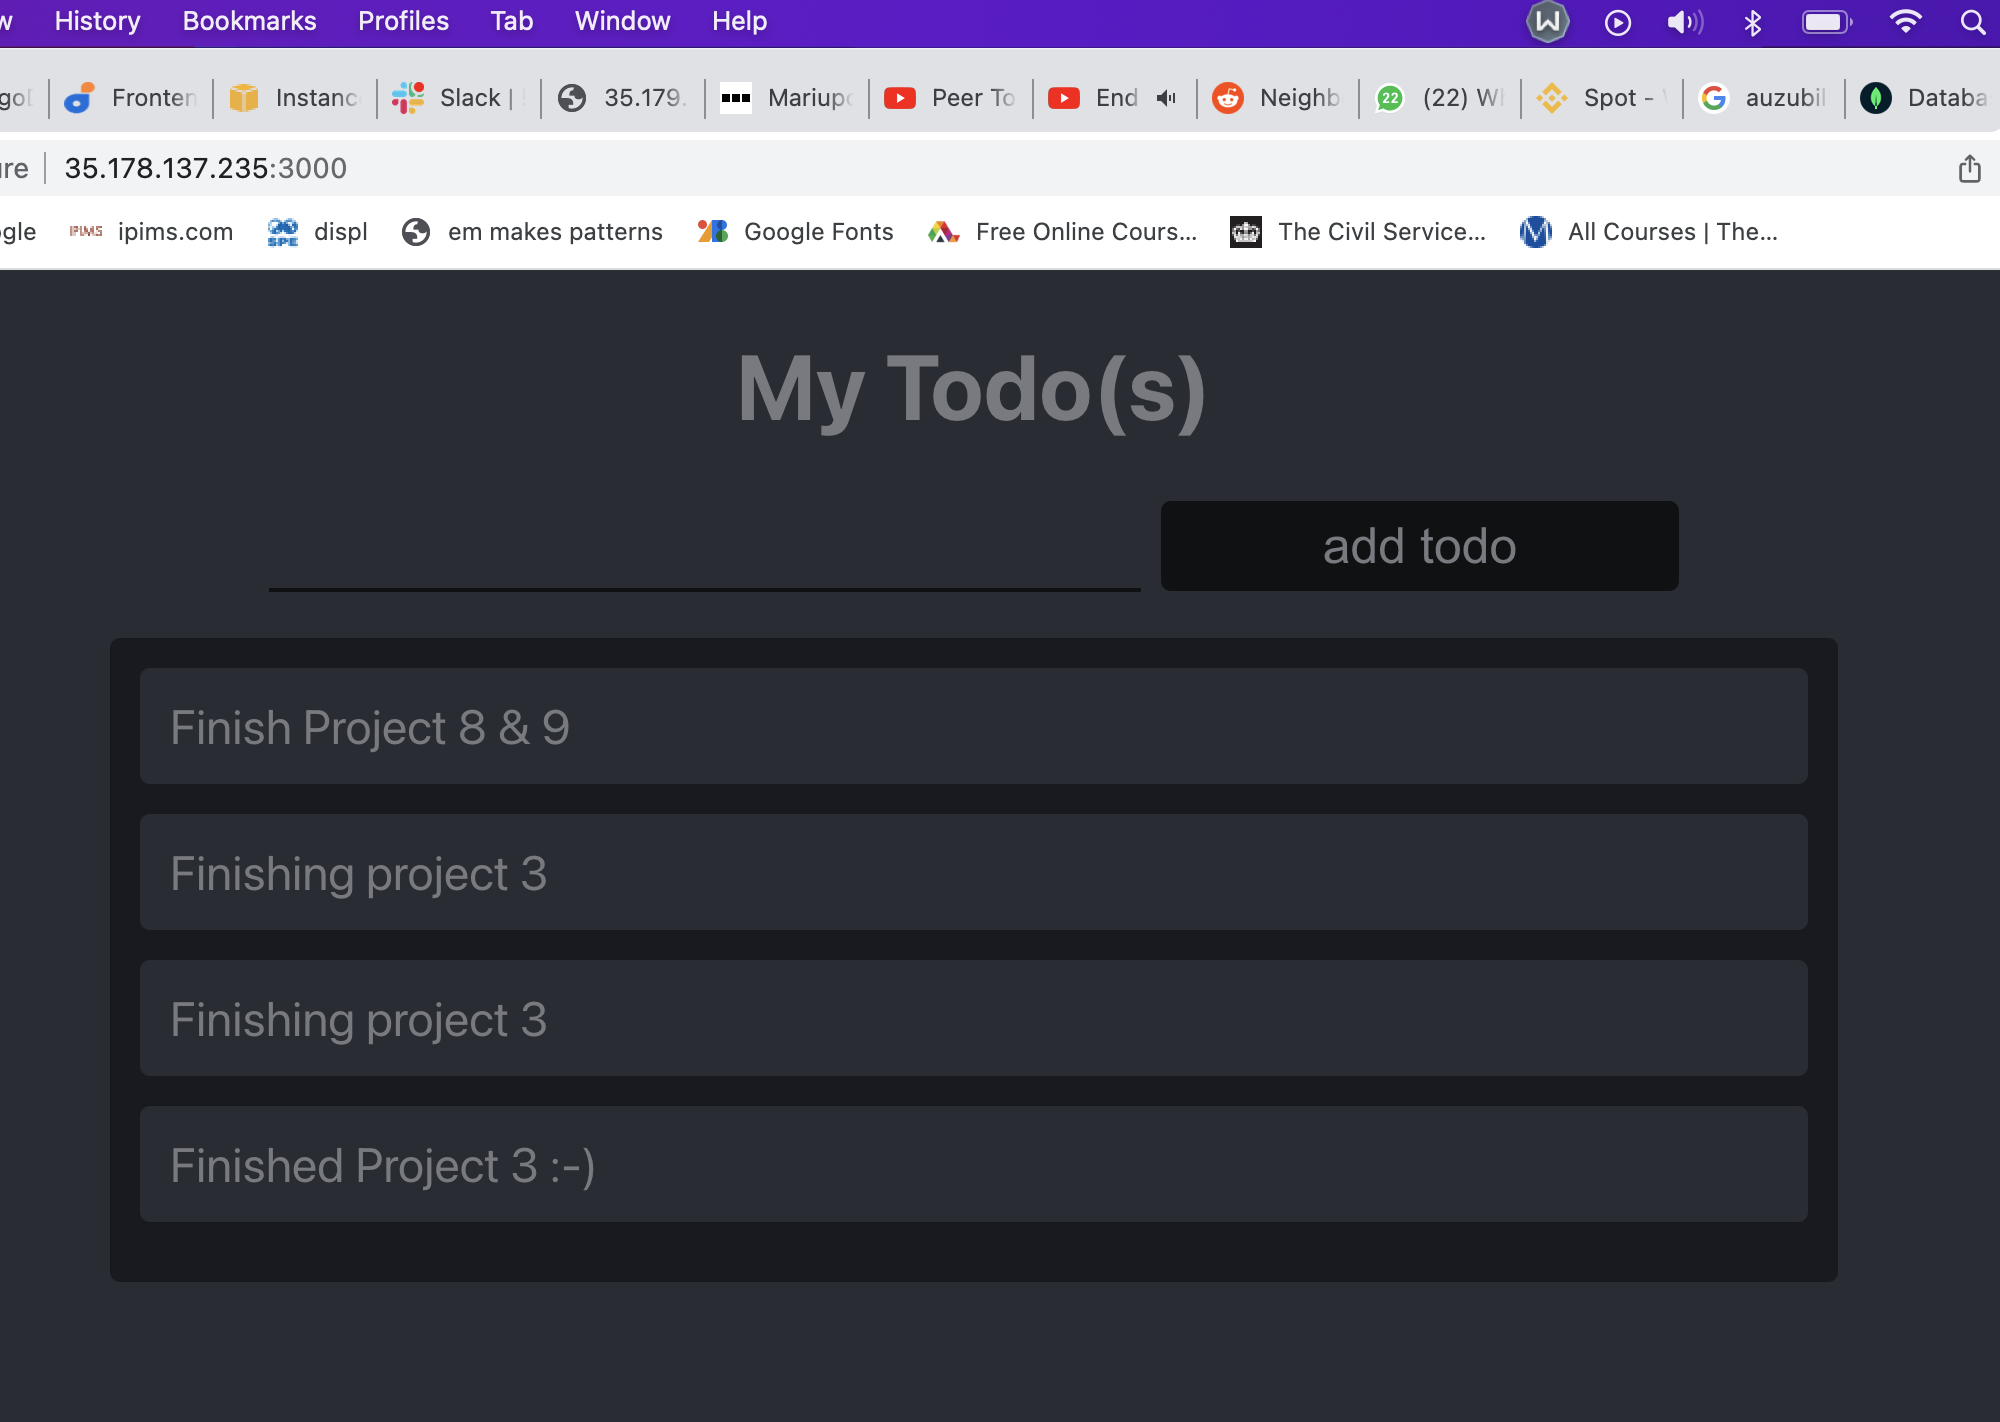 History Bookmarks Profiles Tab Window Help
Fronten Instanc Slack | 35.179. Mariup Peer To End Neighb 22 (22) W Spot - auzubil Databa
35.178.137.235:3000
IPIMS ipims.com SPE displ em makes patterns Google Fonts Free Online Cours... The Civil Service... All Courses | The...
My Todo(s)
add todo
Finish Project 8 & 9
Finishing project 3
Finishing project 3
Finished Project 3 :-)